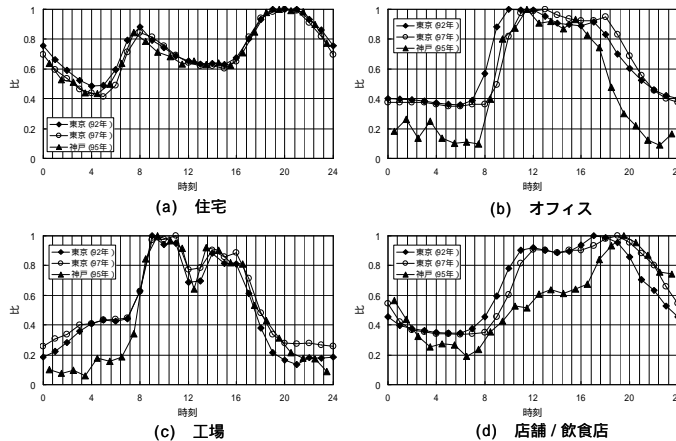 1
0.8
0.6
0.4
0.2
0
比
東京 (92年)
東京 (97年)
神戸 (95年)
0 4 8 12 16 20 24
時刻
(a) 住宅
1
0.8
0.6
0.4
0.2
0
比
東京 (92年)
東京 (97年)
神戸 (95年)
0 4 8 12 16 20 24
時刻
(b) オフィス
1
0.8
0.6
0.4
0.2
0
比
東京 (92年)
東京 (97年)
神戸 (95年)
0 4 8 12 16 20 24
時刻
(c) 工場
1
0.8
0.6
0.4
0.2
0
比
東京 (92年)
東京 (97年)
神戸 (95年)
0 4 8 12 16 20 24
時刻
(d) 店舗 / 飲食店